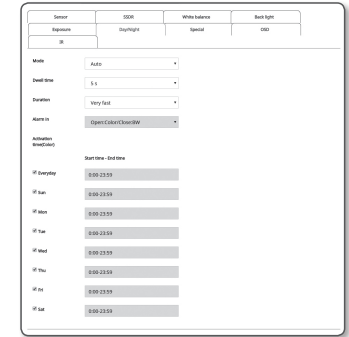 Sensor SSDR White balance Back light
Exposure Day/Night Special OSD
IR
Mode Auto
Dwell time 5 s
Duration Very fast
Alarm in Open:Color/Close:BW
Activation
time(Color)
Start time - End time
Everyday 0:00-23:59
Sun 0:00-23:59
Mon 0:00-23:59
Tue 0:00-23:59
Wed 0:00-23:59
Thu 0:00-23:59
Fri 0:00-23:59
Sat 0:00-23:59